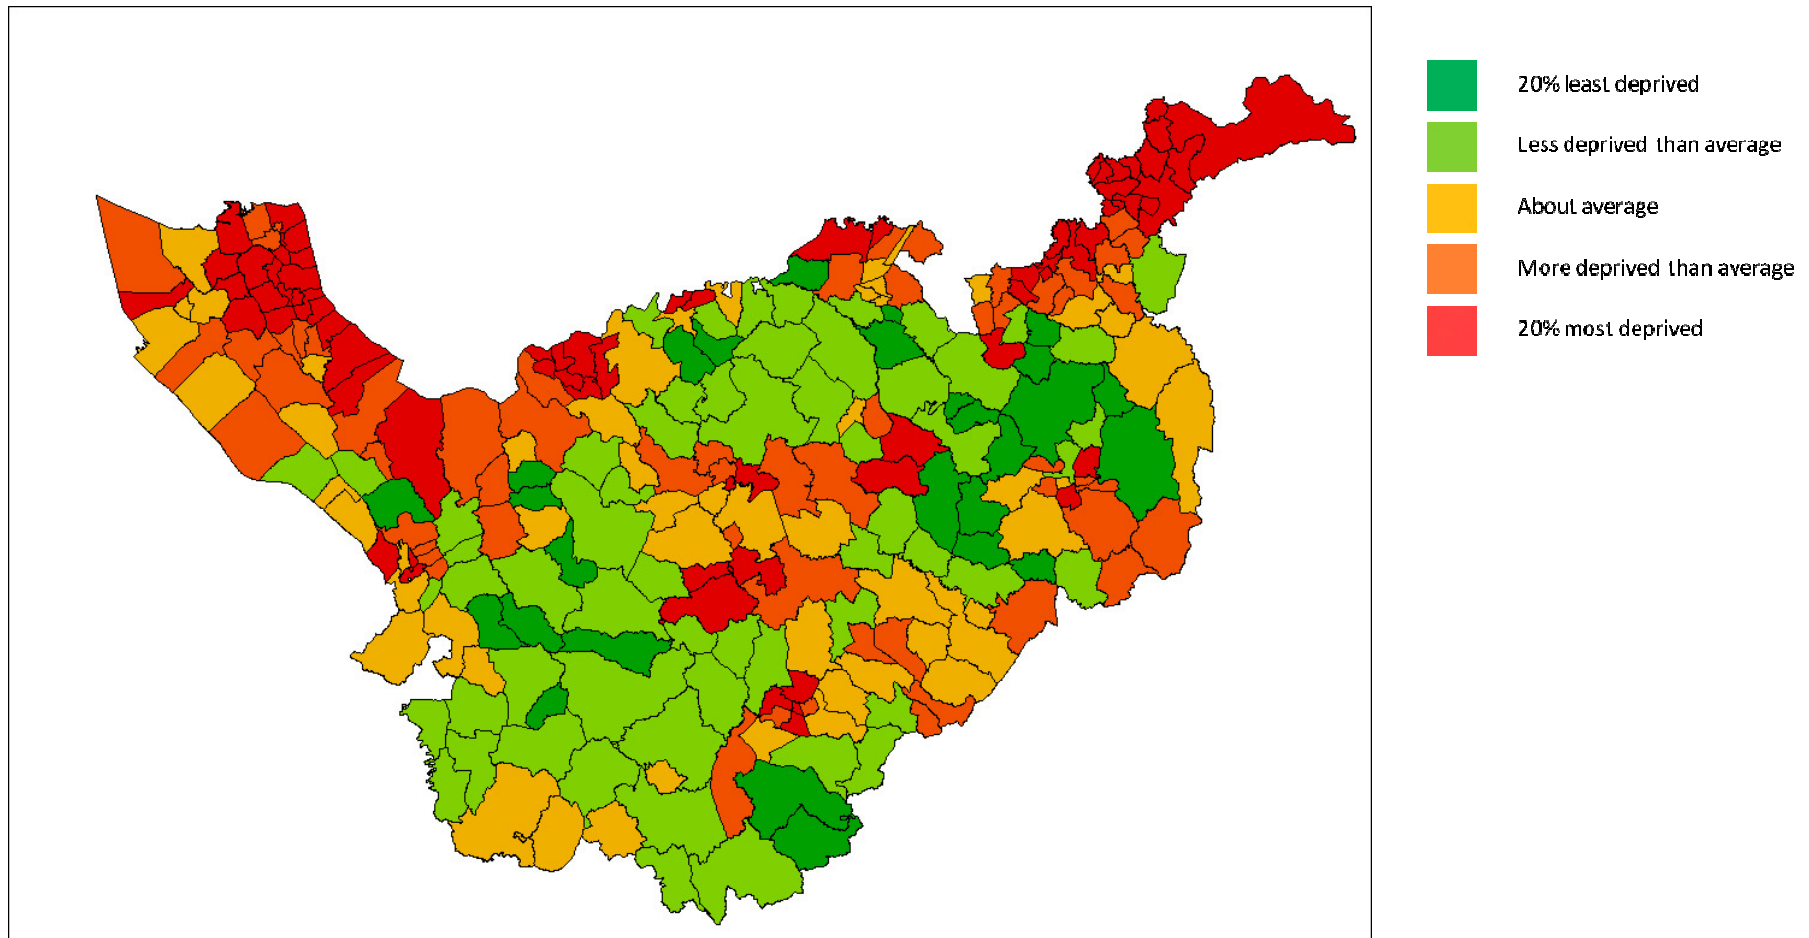 20% least deprived
Less deprived than average
About average
More deprived than average
20% most deprived